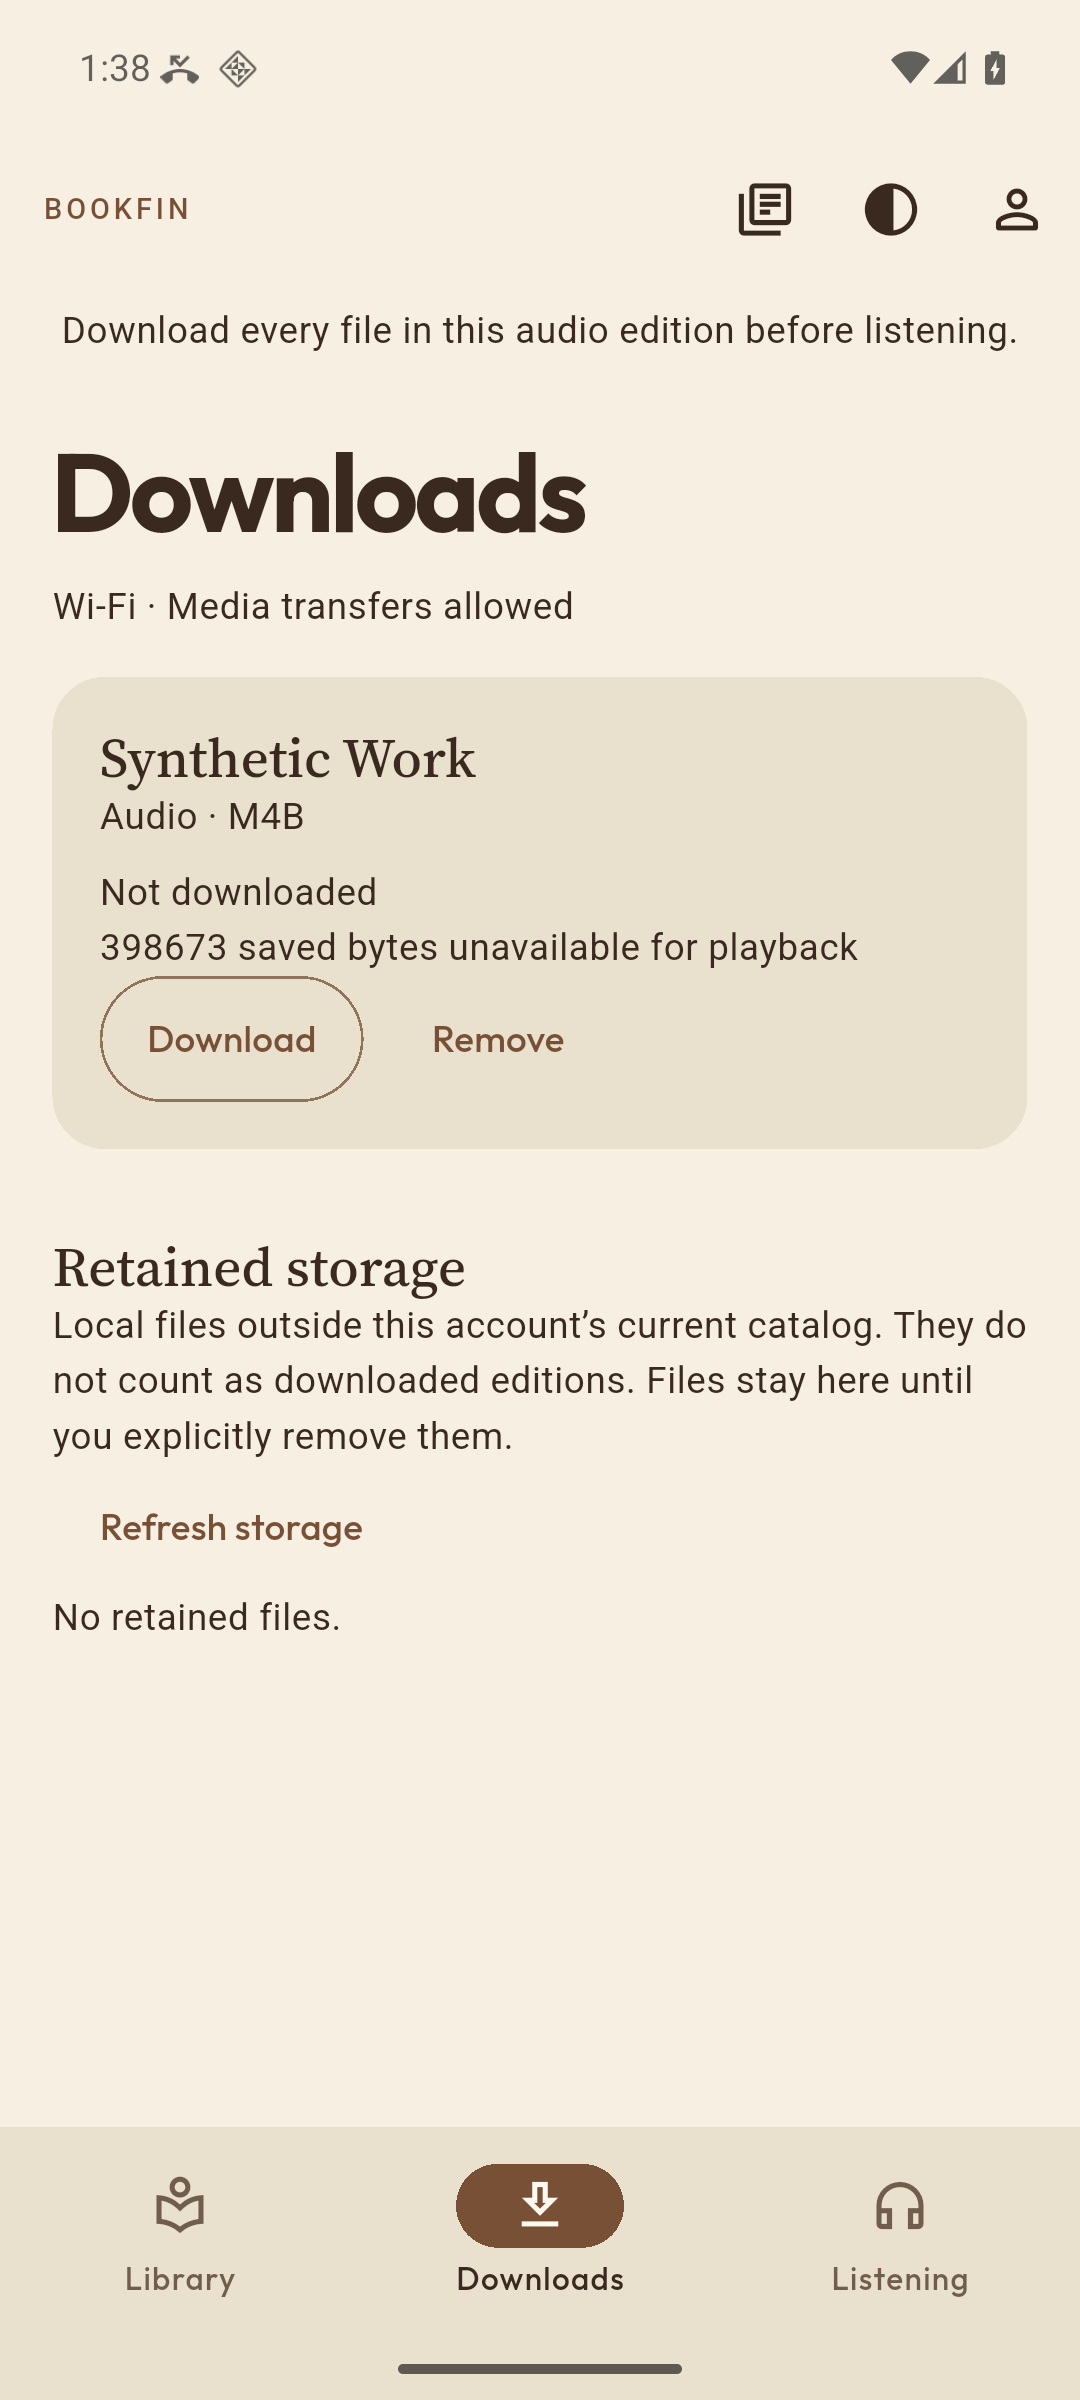 1:38
BOOKFIN
Download every file in this audio edition before listening.
Downloads
Wi-Fi · Media transfers allowed
Synthetic Work
Audio · M4B
Not downloaded
398673 saved bytes unavailable for playback
Download Remove
Retained storage
Local files outside this account’s current catalog. They do
not count as downloaded editions. Files stay here until
you explicitly remove them.
Refresh storage
No retained files.
Library Downloads Listening